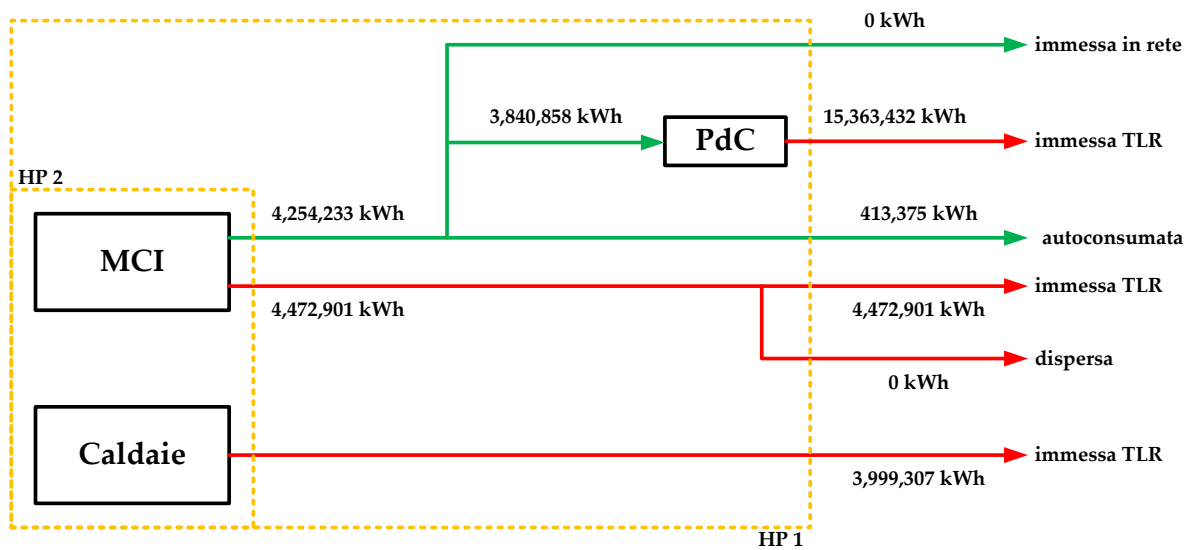 0 kWh
immessa in rete
3,840,858 kWh
PdC
15,363,432 kWh
immessa TLR
HP 2
4,254,233 kWh
413,375 kWh
autoconsumata
MCI
4,472,901 kWh
4,472,901 kWh
immessa TLR
dispersa
0 kWh
Caldaie
immessa TLR
3,999,307 kWh
HP 1